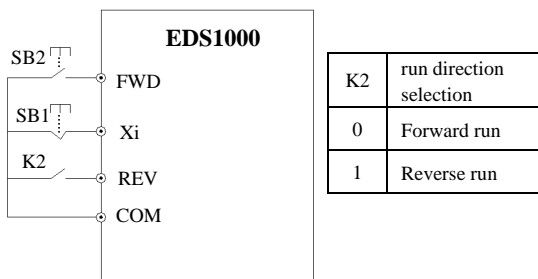 EDS1000
SB2
FWD
SB1
Xi
K2
REV
COM
K2 run direction
selection
0 Forward run
1 Reverse run